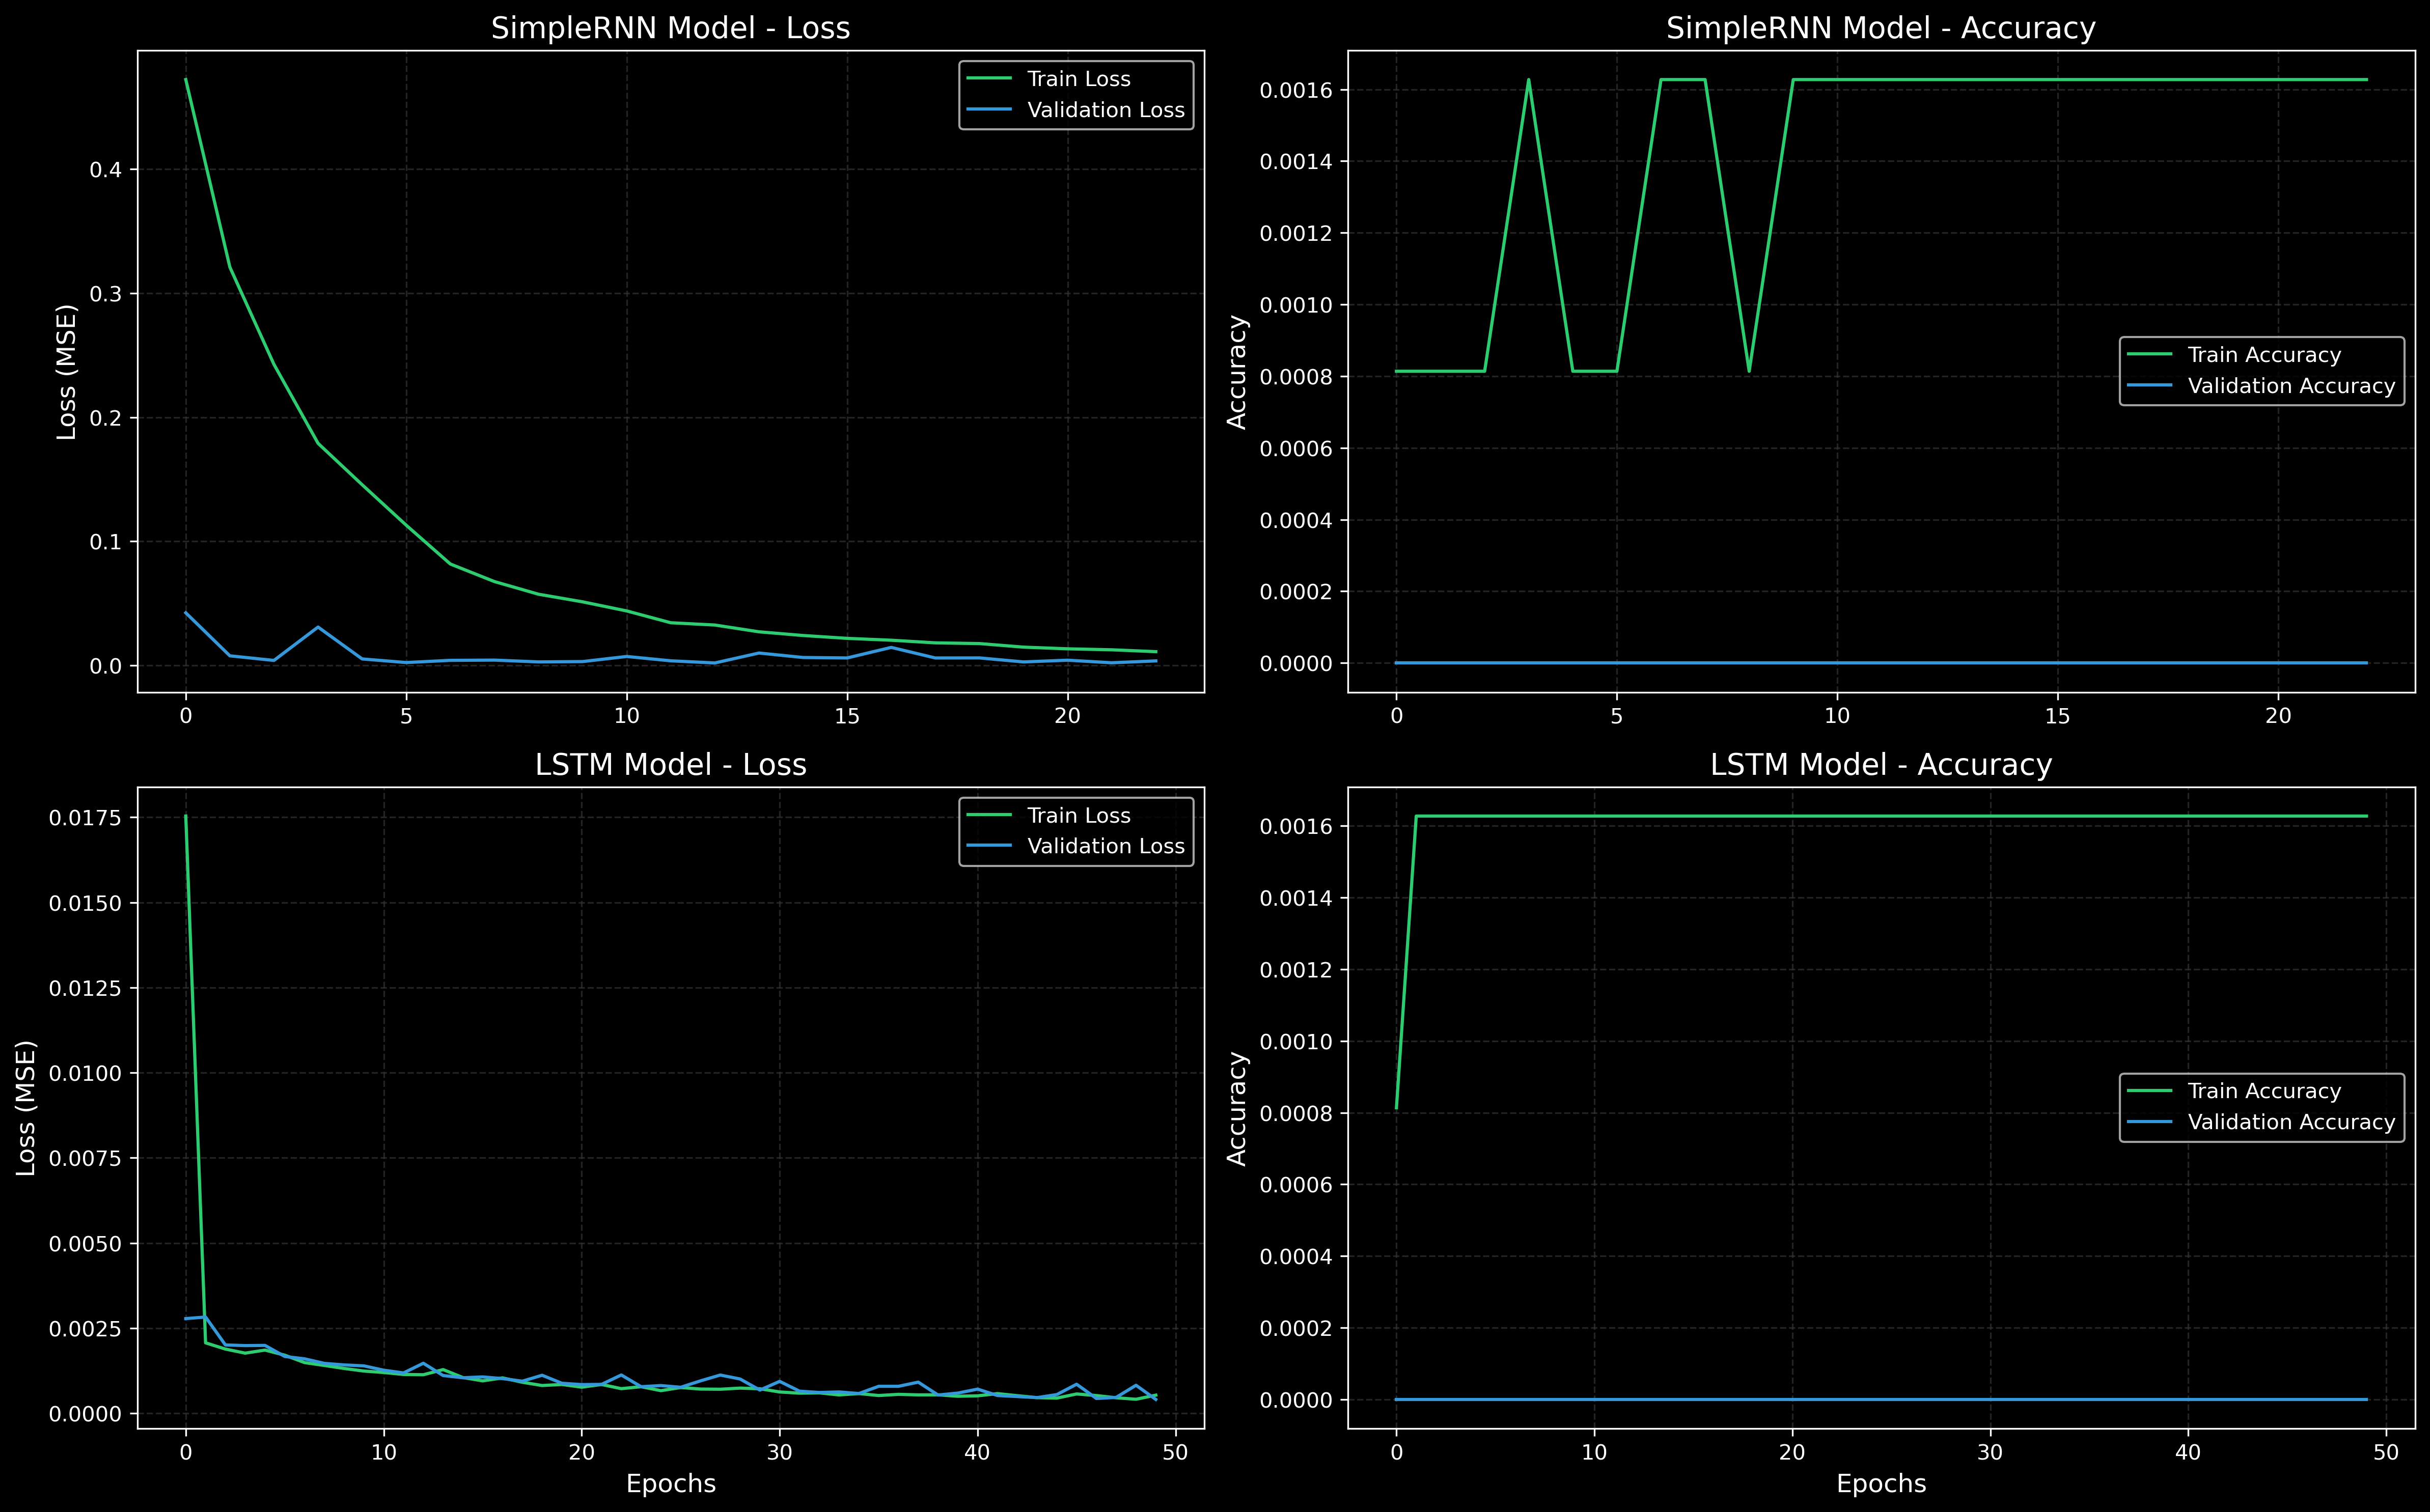 SimpleRNN Model - Loss
Loss (MSE)
0.4
0.3
0.2
0.1
0.0
0
5
10
15
20
Train Loss
Validation Loss
SimpleRNN Model - Accuracy
Accuracy
0.0016
0.0014
0.0012
0.0010
0.0008
0.0006
0.0004
0.0002
0.0000
0
5
10
15
20
Train Accuracy
Validation Accuracy
LSTM Model - Loss
Loss (MSE)
0.0175
0.0150
0.0125
0.0100
0.0075
0.0050
0.0025
0.0000
0
10
20
30
40
50
Epochs
Train Loss
Validation Loss
LSTM Model - Accuracy
Accuracy
0.0016
0.0014
0.0012
0.0010
0.0008
0.0006
0.0004
0.0002
0.0000
0
10
20
30
40
50
Epochs
Train Accuracy
Validation Accuracy